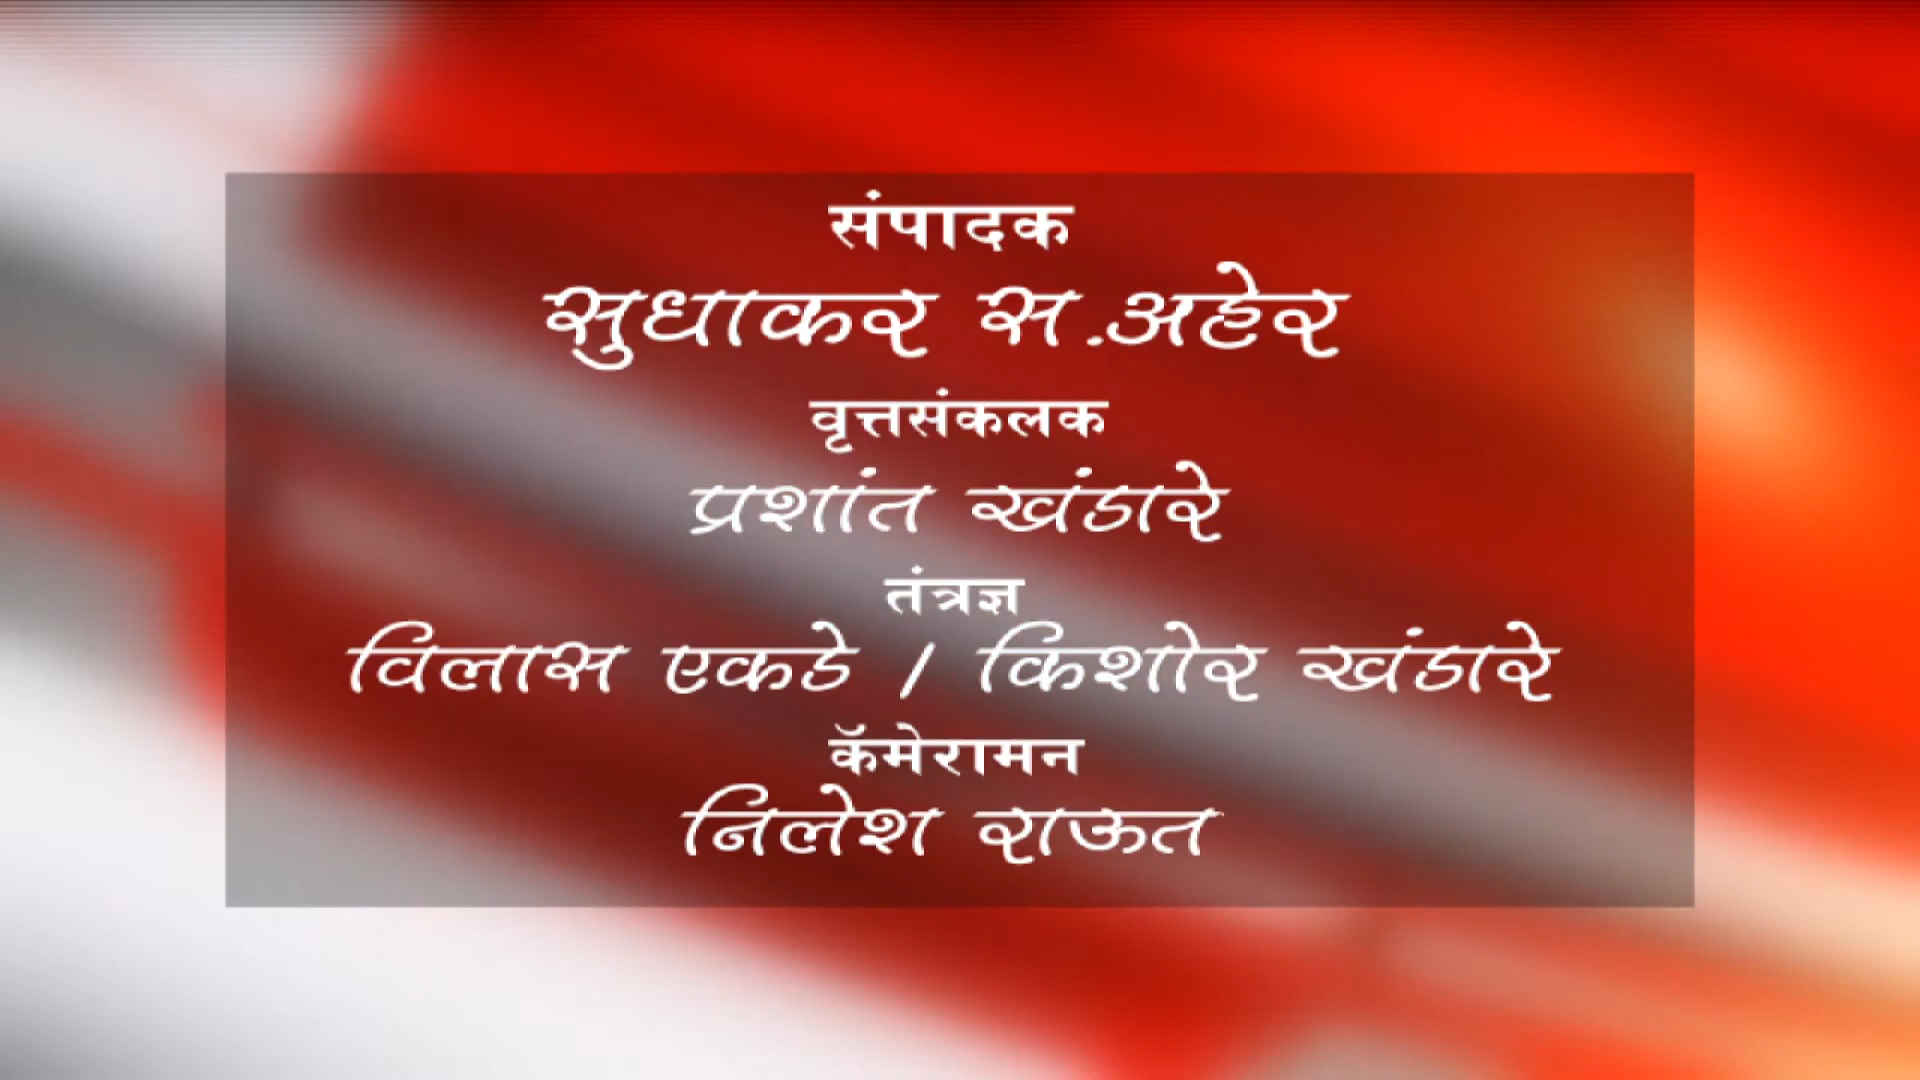 संपादक
सुधाकर स.अहेर
वृत्तसंकलक
प्रशांत खंडारे
तंत्रज्ञ
विलास एकडे / किशोर खंडारे
कॅमेरामन
निलेश राऊत